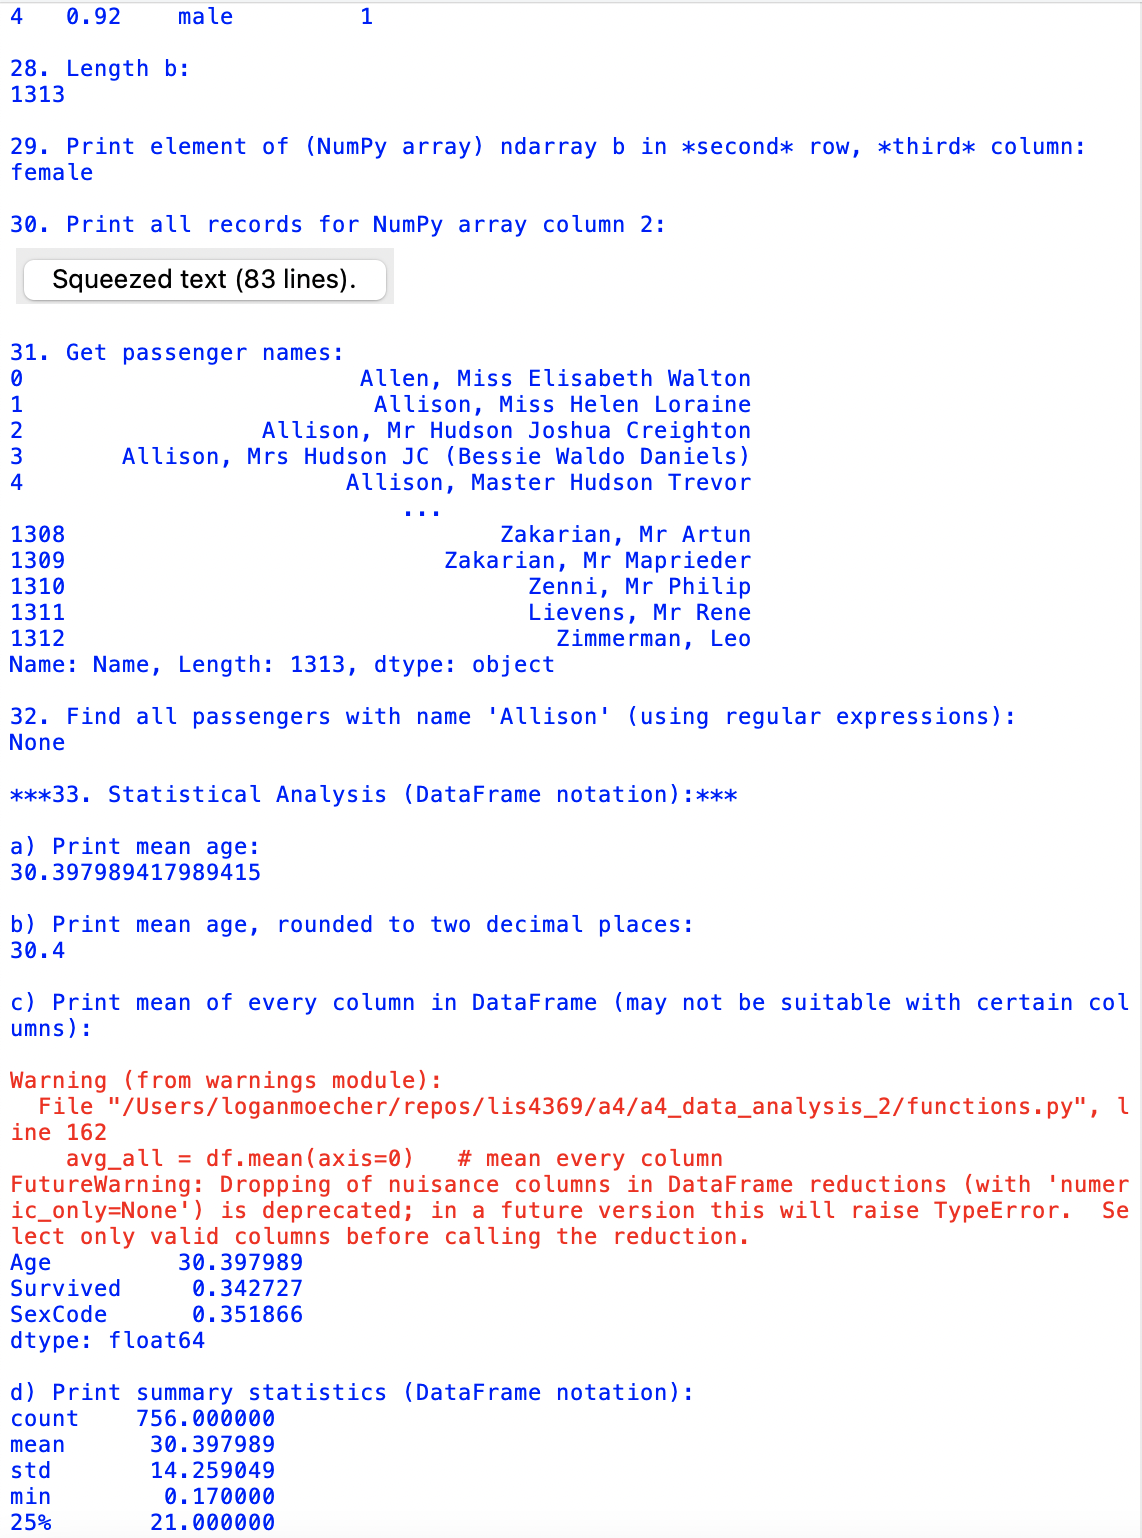 4   0.92    male         1
28. Length b:
1313
29. Print element of (NumPy array) ndarray b in *second* row, *third* column:
female
30. Print all records for NumPy array column 2:
Squeezed text (83 lines).
31. Get passenger names:
0                        Allen, Miss Elisabeth Walton
1                         Allison, Miss Helen Loraine
2                 Allison, Mr Hudson Joshua Creighton
3       Allison, Mrs Hudson JC (Bessie Waldo Daniels)
4                       Allison, Master Hudson Trevor
                            ...
1308                               Zakarian, Mr Artun
1309                           Zakarian, Mr Maprieder
1310                                 Zenni, Mr Philip
1311                                 Lievens, Mr Rene
1312                                   Zimmerman, Leo
Name: Name, Length: 1313, dtype: object
32. Find all passengers with name 'Allison' (using regular expressions):
None
***33. Statistical Analysis (DataFrame notation):***
a) Print mean age:
30.397989417989415
b) Print mean age, rounded to two decimal places:
30.4
c) Print mean of every column in DataFrame (may not be suitable with certain col
umns):
Warning (from warnings module):
  File "/Users/loganmoecher/repos/lis4369/a4/a4_data_analysis_2/functions.py", l
ine 162
    avg_all = df.mean(axis=0)   # mean every column
FutureWarning: Dropping of nuisance columns in DataFrame reductions (with 'numer
ic_only=None') is deprecated; in a future version this will raise TypeError.  Se
lect only valid columns before calling the reduction.
Age         30.397989
Survived     0.342727
SexCode      0.351866
dtype: float64
d) Print summary statistics (DataFrame notation):
count    756.000000
mean      30.397989
std       14.259049
min        0.170000
25%       21.000000